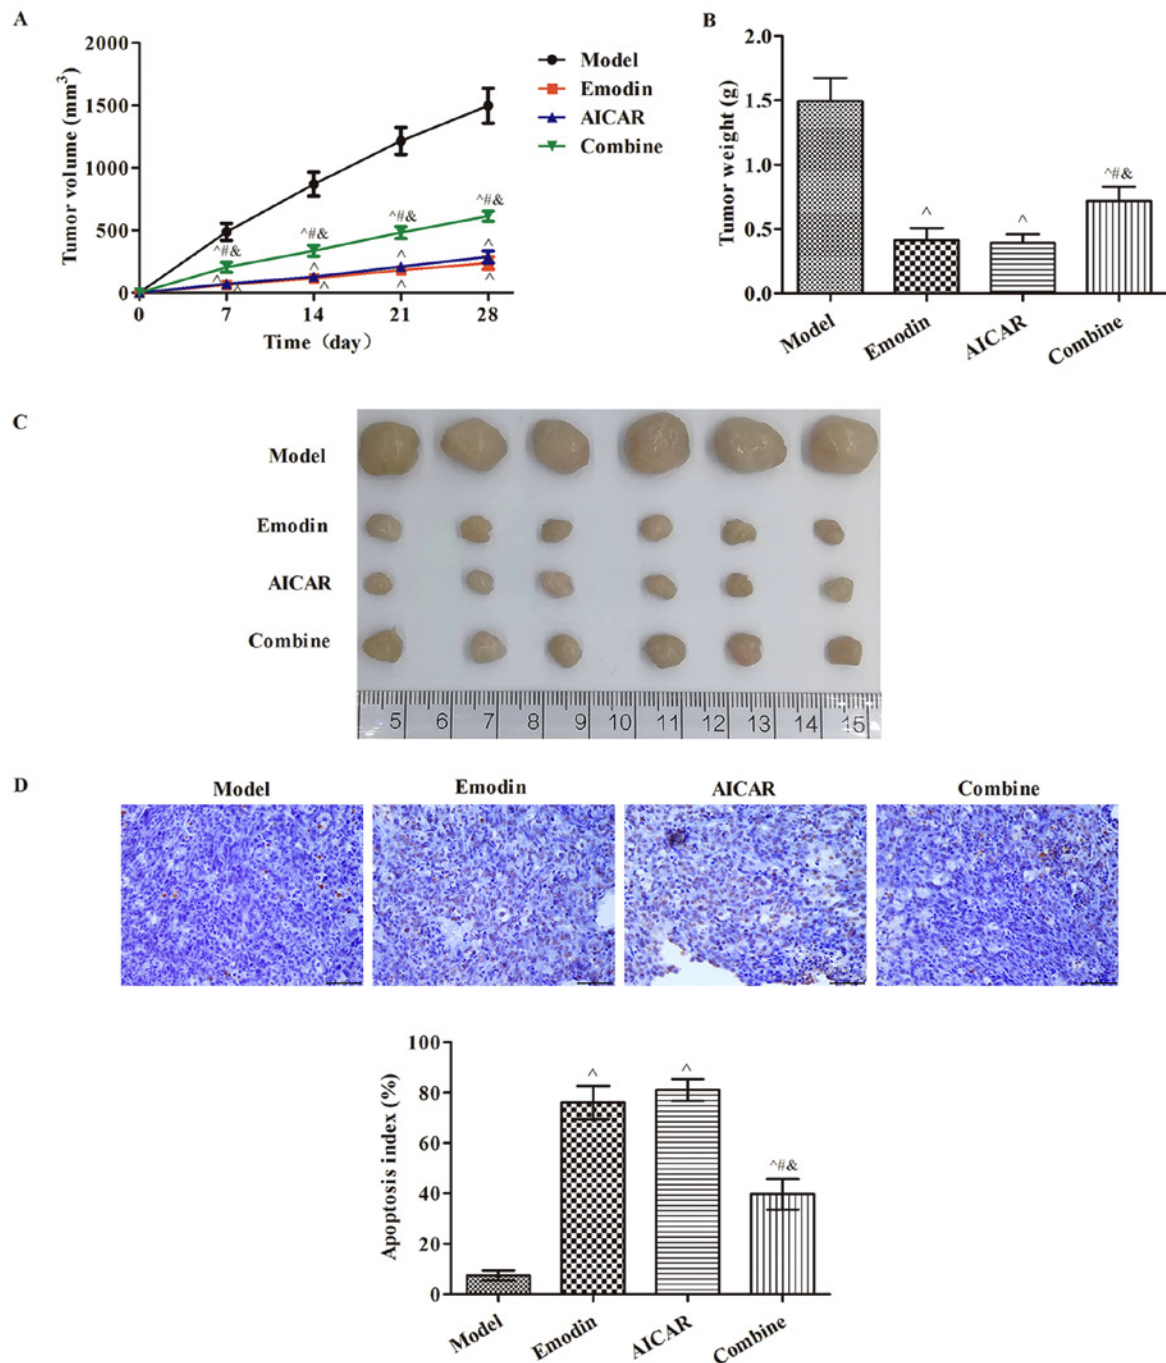 A
Tumor volume (mm³)
2000
1500
1000
500
0
0
7
14
21
28
Time（day）
Model
Emodin
AICAR
Combine
^#&
^#&
^#&
^#&
^
^
^
^
^
^
^
^
B
Tumor weight (g)
2.0
1.5
1.0
0.5
0.0
^
^
^#&
Model
Emodin
AICAR
Combine
C
Model
Emodin
AICAR
Combine
5 6 7 8 9 10 11 12 13 14 15
D
Model Emodin AICAR Combine
Apoptosis index (%)
100
80
60
40
20
0
^
^
^#&
Model
Emodin
AICAR
Combine